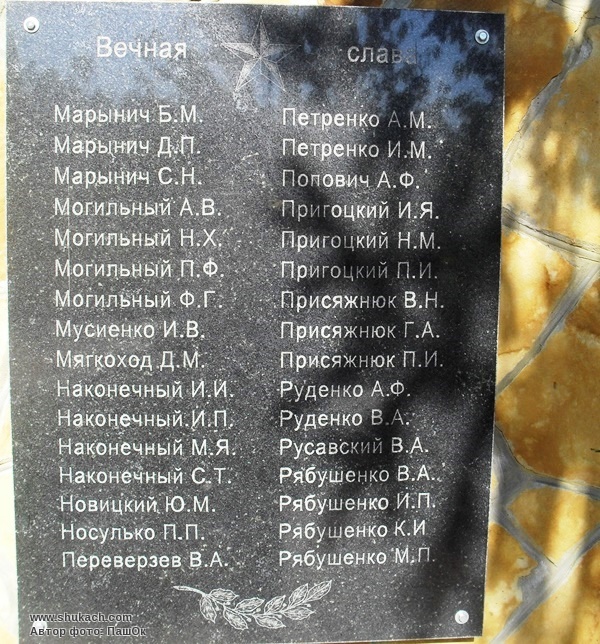 Вечная слава
Марынич Б.М.
Марынич Д.П.
Марынич С.Н.
Могильный А.В.
Могильный Н.Х.
Могильный П.Ф.
Могильный Ф.Г.
Мусиенко И.В.
Мягкоход Д.М.
Наконечный И.И.
Наконечный И.П.
Наконечный М.Я.
Наконечный С.Т.
Новицкий Ю.М.
Носулько П.П.
Переверзев В.А.
Петренко А.М.
Петренко И.М.
Попович А.Ф.
Пригоцкий И.Я.
Пригоцкий Н.М.
Пригоцкий П.И.
Присяжнюк В.Н.
Присяжнюк Г.А.
Присяжнюк П.И.
Руденко А.Ф.
Руденко В.А.
Русавский В.А.
Рябушенко В.А.
Рябушенко И.П.
Рябушенко К.И
Рябушенко М.П.
www.shukach.com
Автор фото: ПашОк